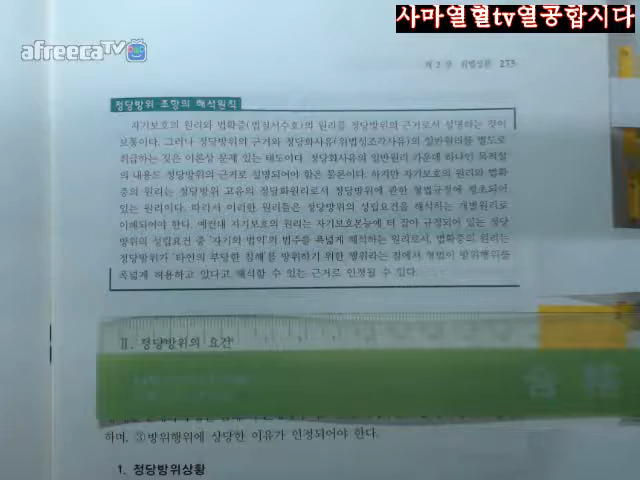 사마열혈tv열공합시다
afreecaTV
제 2 장 위법성론 273
정당방위 조항의 해석원칙
자기보호의 원리와 법확증(법질서수호)의 원리를 정당방위의 근거로서 설명하는 것이
보통이다. 그러나 정당방위의 근거와 정당화사유(위법성조각사유)의 일반원리를 별도로
취급하는 것은 이론상 문제 있는 태도이다. 정당화사유의 일반원리 가운데 하나인 목적설
의 내용도 정당방위의 근거로 설명되어야 함은 물론이다. 하지만 자기보호의 원리와 법확
증의 원리는 정당방위 고유의 정당화원리로서 정당방위에 관한 형법규정에 정초되어
있는 원리이다. 따라서 이러한 원리들은 정당방위의 성립요건을 해석하는 개별원리로
이해되어야 한다. 예컨대 자기보호의 원리는 자기보호본능에 터 잡아 규정되어 있는 정당
방위의 성립요건 중 '자기의 법익'의 범주를 폭넓게 해석하는 원리로서, 법확증의 원리는
정당방위가 '타인의 부당한 침해'를 방위하기 위한 행위라는 점에서 형법이 방위행위를
폭넓게 허용하고 있다고 해석할 수 있는 근거로 인정될 수 있다.
Ⅱ. 정당방위의 요건
하며, ③방위행위에 상당한 이유가 인정되어야 한다.
1. 정당방위상황